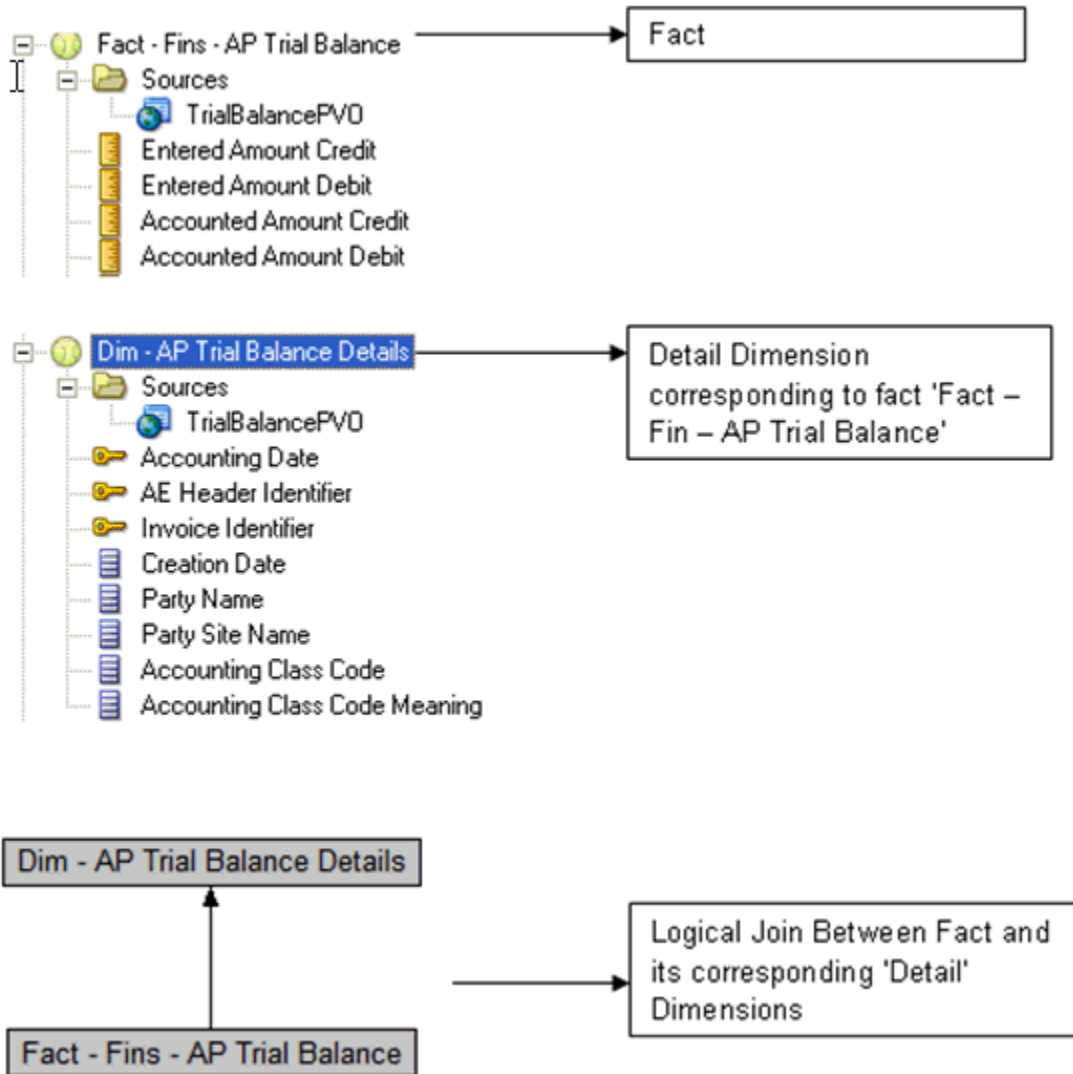 Fact - Fins - AP Trial Balance
Fact
Sources
TrialBalancePVO
Entered Amount Credit
Entered Amount Debit
Accounted Amount Credit
Accounted Amount Debit
Dim - AP Trial Balance Details
Detail Dimension
corresponding to fact 'Fact –
Fin – AP Trial Balance'
Sources
TrialBalancePVO
Accounting Date
AE Header Identifier
Invoice Identifier
Creation Date
Party Name
Party Site Name
Accounting Class Code
Accounting Class Code Meaning
Dim - AP Trial Balance Details
Logical Join Between Fact and
its corresponding 'Detail'
Dimensions
Fact - Fins - AP Trial Balance